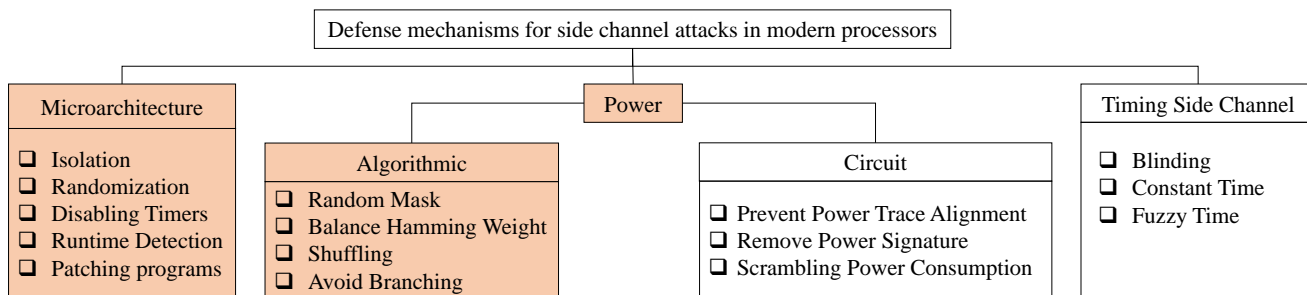 Defense mechanisms for side channel attacks in modern processors
Microarchitecture
❑ Isolation
❑ Randomization
❑ Disabling Timers
❑ Runtime Detection
❑ Patching programs
Power
Algorithmic
❑ Random Mask
❑ Balance Hamming Weight
❑ Shuffling
❑ Avoid Branching
Circuit
❑ Prevent Power Trace Alignment
❑ Remove Power Signature
❑ Scrambling Power Consumption
Timing Side Channel
❑ Blinding
❑ Constant Time
❑ Fuzzy Time